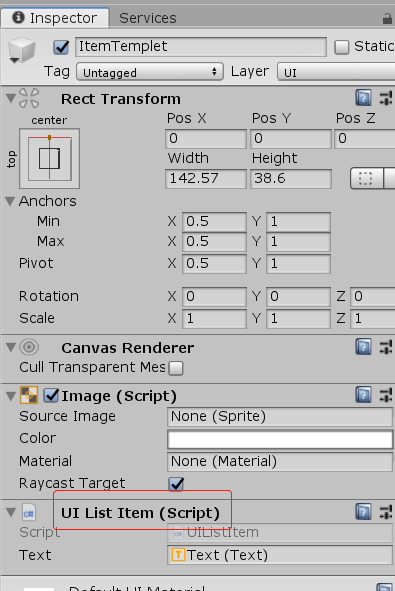 Inspector Services
ItemTemplet Static
Tag Untagged Layer UI
Rect Transform
center Pos X Pos Y Pos Z
top 0 0 0
Width Height
142.57 38.6
Anchors
Min X 0.5 Y 1
Max X 0.5 Y 1
Pivot X 0.5 Y 1
Rotation X 0 Y 0 Z 0
Scale X 1 Y 1 Z 1
Canvas Renderer
Cull Transparent Mes
Image (Script)
Source Image None (Sprite)
Color
Material None (Material)
Raycast Target
UI List Item (Script)
Script UIListItem
Text Text (Text)
Default UI Material